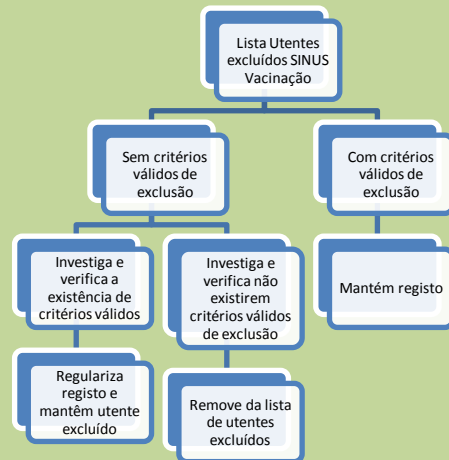 Lista Utentes
excluídos SINUS
Vacinação
Sem critérios
válidos de
exclusão
Com critérios
válidos de
exclusão
Investiga e
verifica a
existência de
critérios válidos
Investiga e
verifica não
existirem
critérios válidos
de exclusão
Mantém registo
Regulariza
registo e
mantêm utente
excluído
Remove da lista
de utentes
excluídos